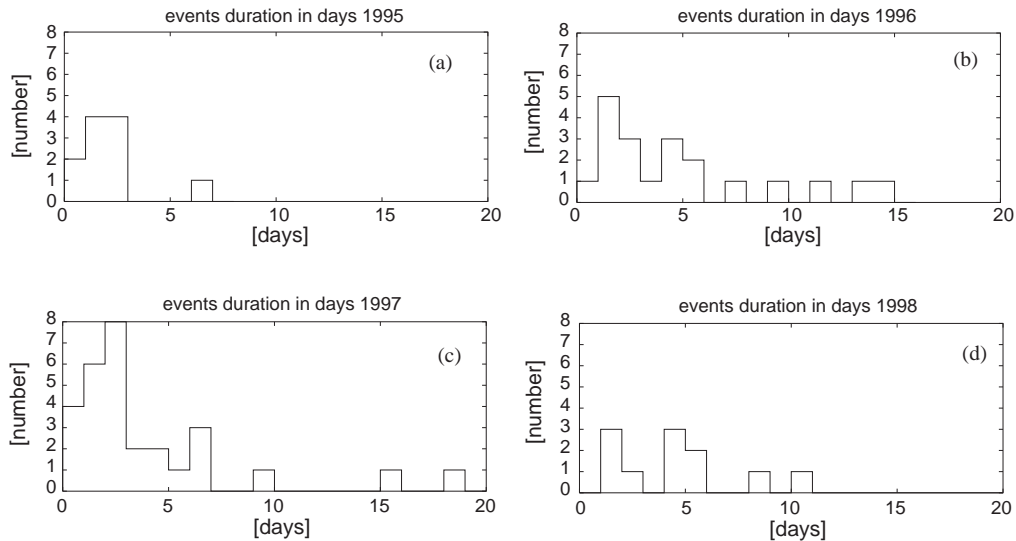 events duration in days 1995
[number]
8
7
6
5
4
3
2
1
0
(a)
0 5 10 15 20
[days]
events duration in days 1996
[number]
8
7
6
5
4
3
2
1
0
(b)
0 5 10 15 20
[days]
events duration in days 1997
[number]
8
7
6
5
4
3
2
1
0
(c)
0 5 10 15 20
[days]
events duration in days 1998
[number]
8
7
6
5
4
3
2
1
0
(d)
0 5 10 15 20
[days]